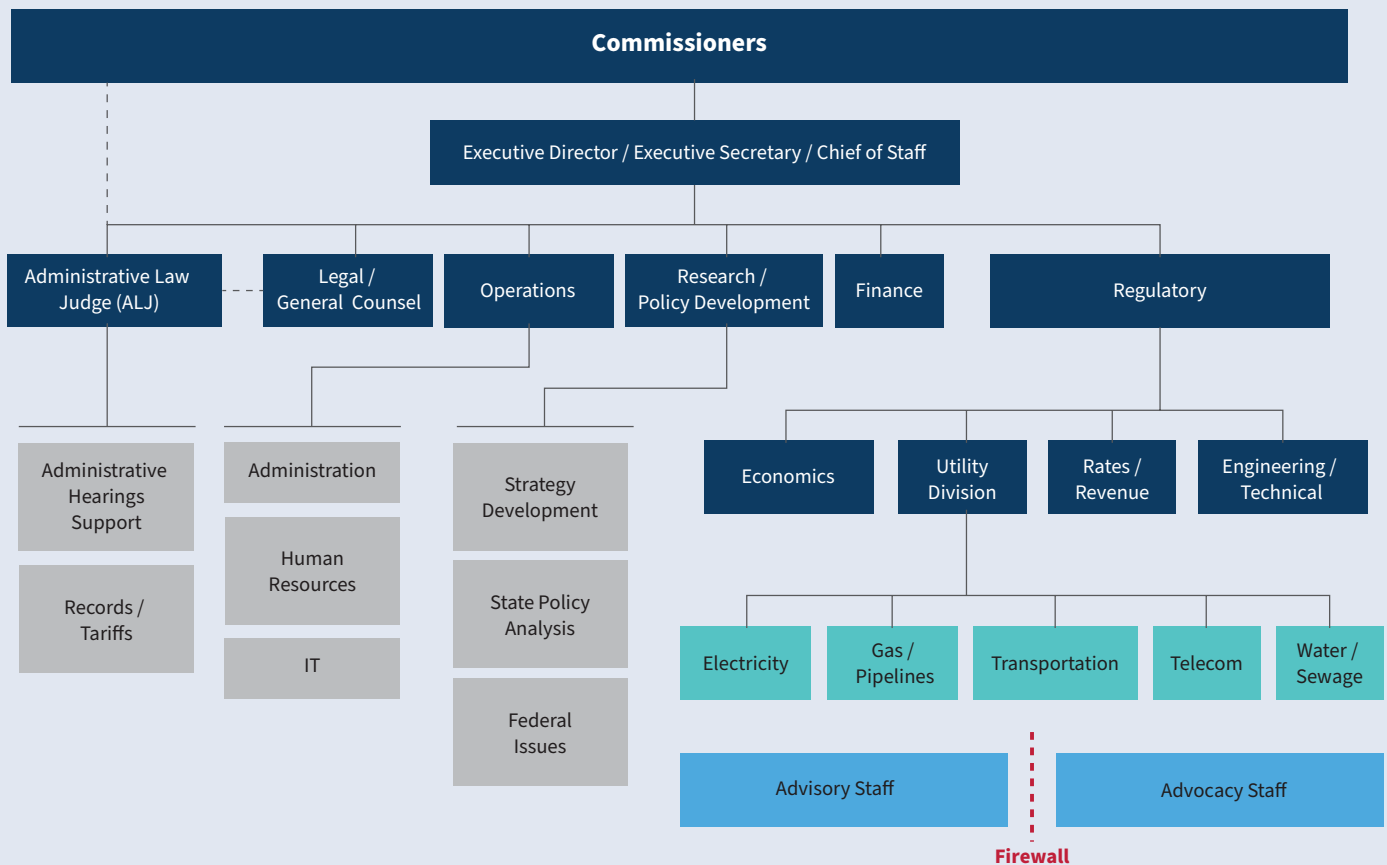 Commissioners
Executive Director / Executive Secretary / Chief of Staff
Administrative Law
Judge (ALJ)
Legal /
General Counsel
Operations
Research /
Policy Development
Finance
Regulatory
Administrative
Hearings
Support
Records /
Tariffs
Administration
Human
Resources
IT
Strategy
Development
State Policy
Analysis
Federal
Issues
Economics
Utility
Division
Rates /
Revenue
Engineering /
Technical
Electricity
Gas /
Pipelines
Transportation
Telecom
Water /
Sewage
Advisory Staff
Advocacy Staff
Firewall